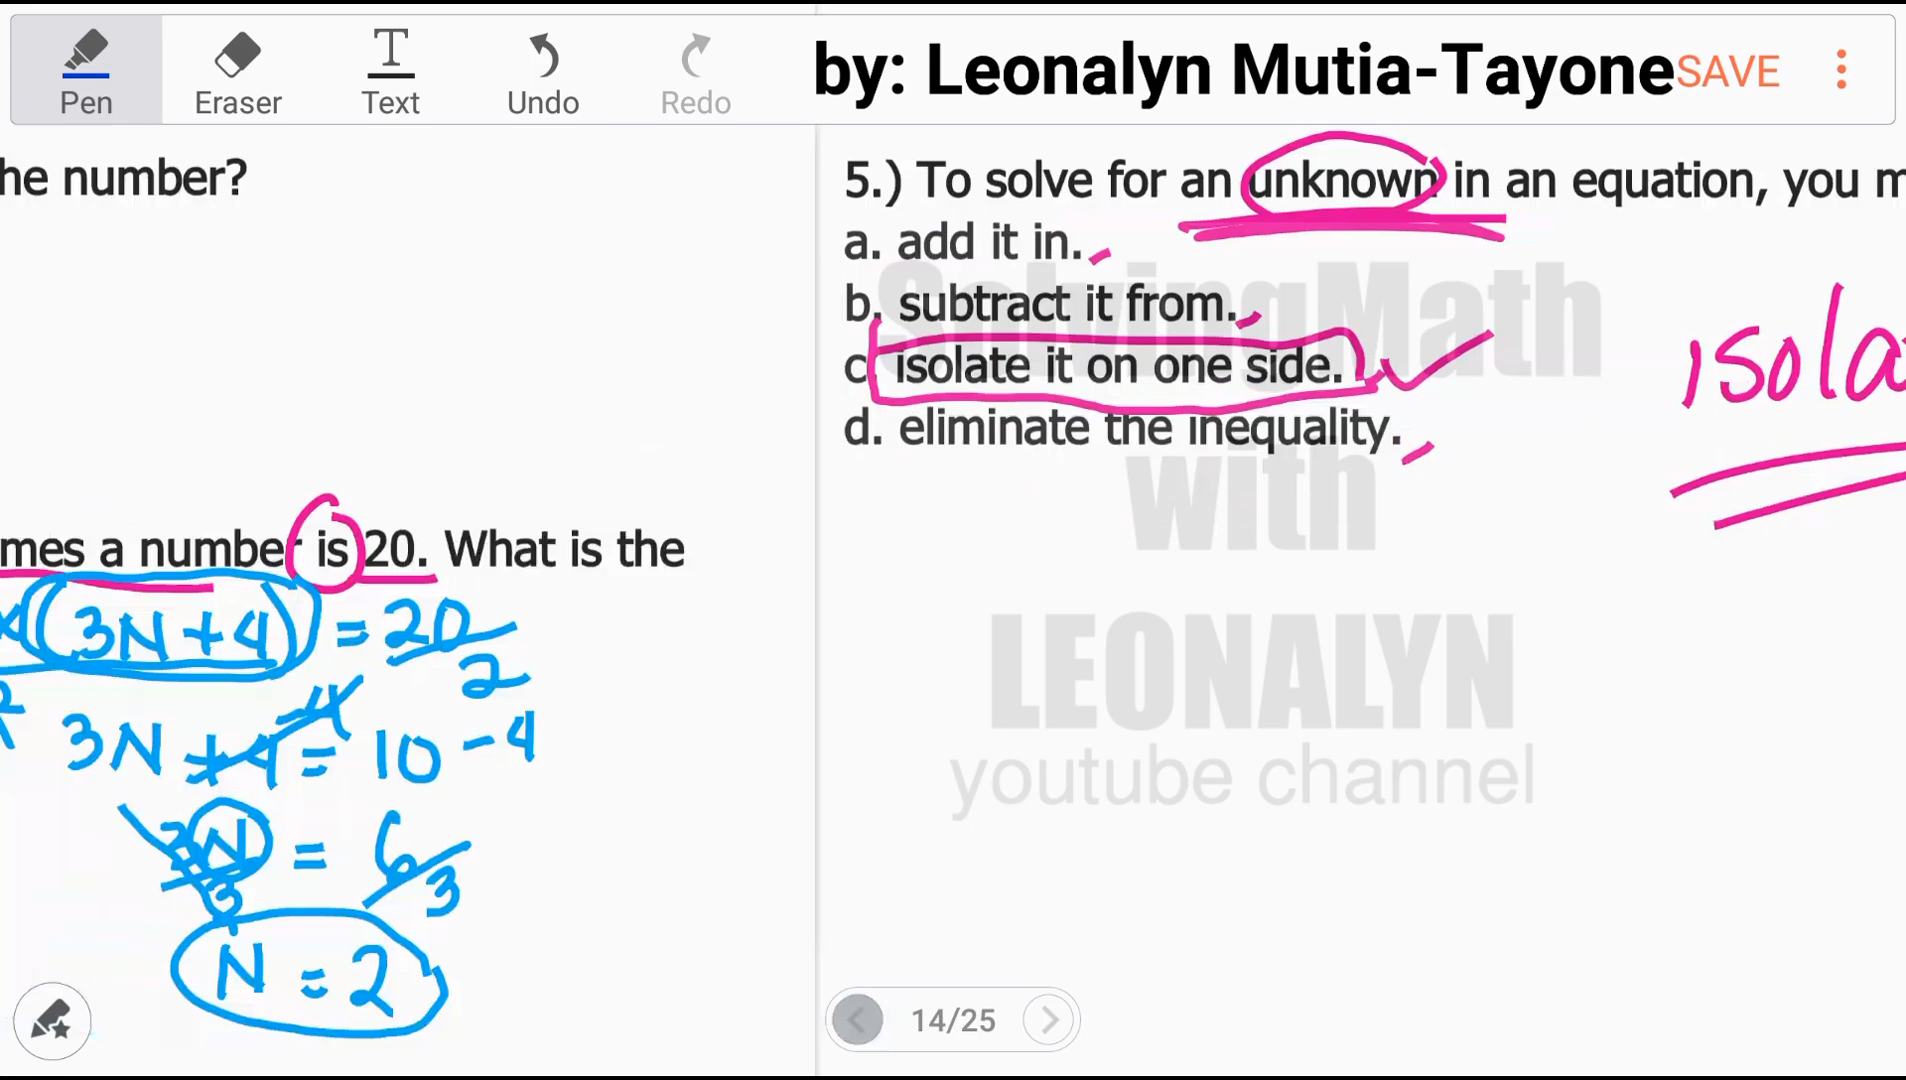 Pen Eraser Text Undo Redo by: Leonalyn Mutia-Tayone SAVE
he number?
mes a number is 20. What is the
(3N+4) = 20/2
3N +4 -4 = 10 -4
3N/3 = 6/3
N = 2
5.) To solve for an unknown in an equation, you m
a. add it in.
b. subtract it from.
c. isolate it on one side.
d. eliminate the inequality.
isola
SolvingMath
with
LEONALYN
youtube channel
14/25